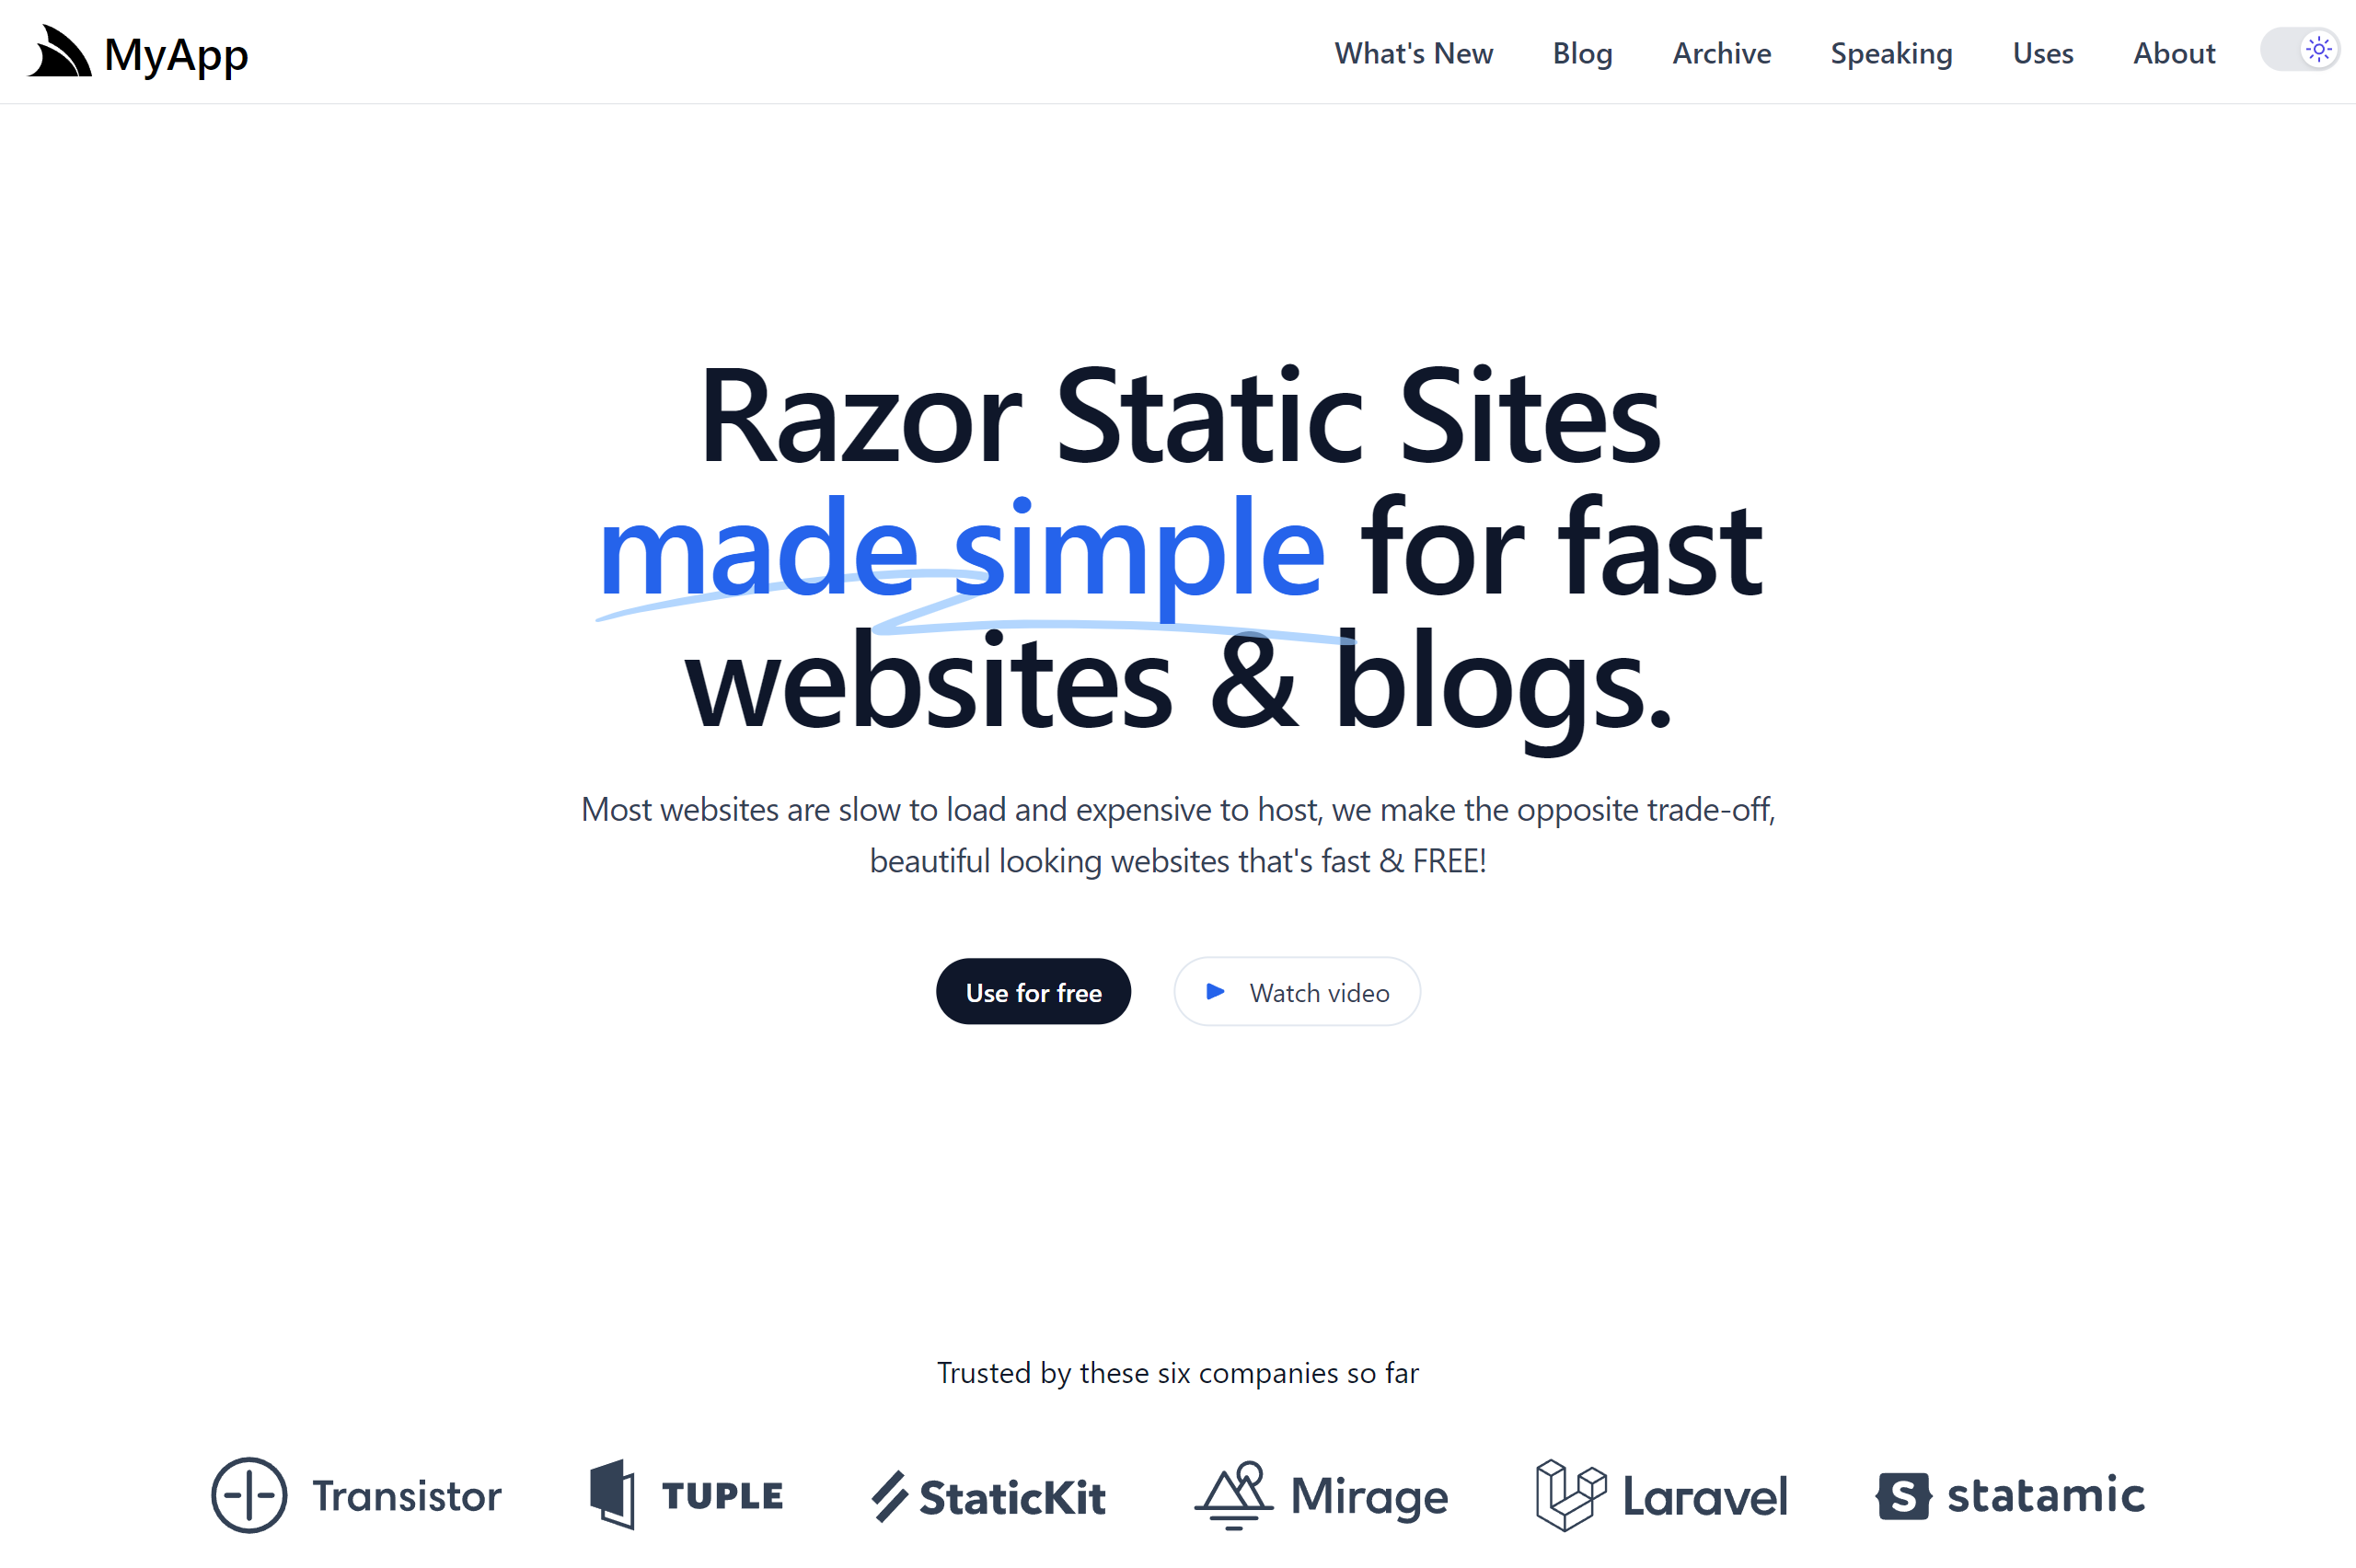 MyApp
What's New Blog Archive Speaking Uses About
Razor Static Sites
made simple for fast
websites & blogs.
Most websites are slow to load and expensive to host, we make the opposite trade-off,
beautiful looking websites that's fast & FREE!
Use for free
Watch video
Trusted by these six companies so far
Transistor
TUPLE
StaticKit
Mirage
Laravel
S statamic